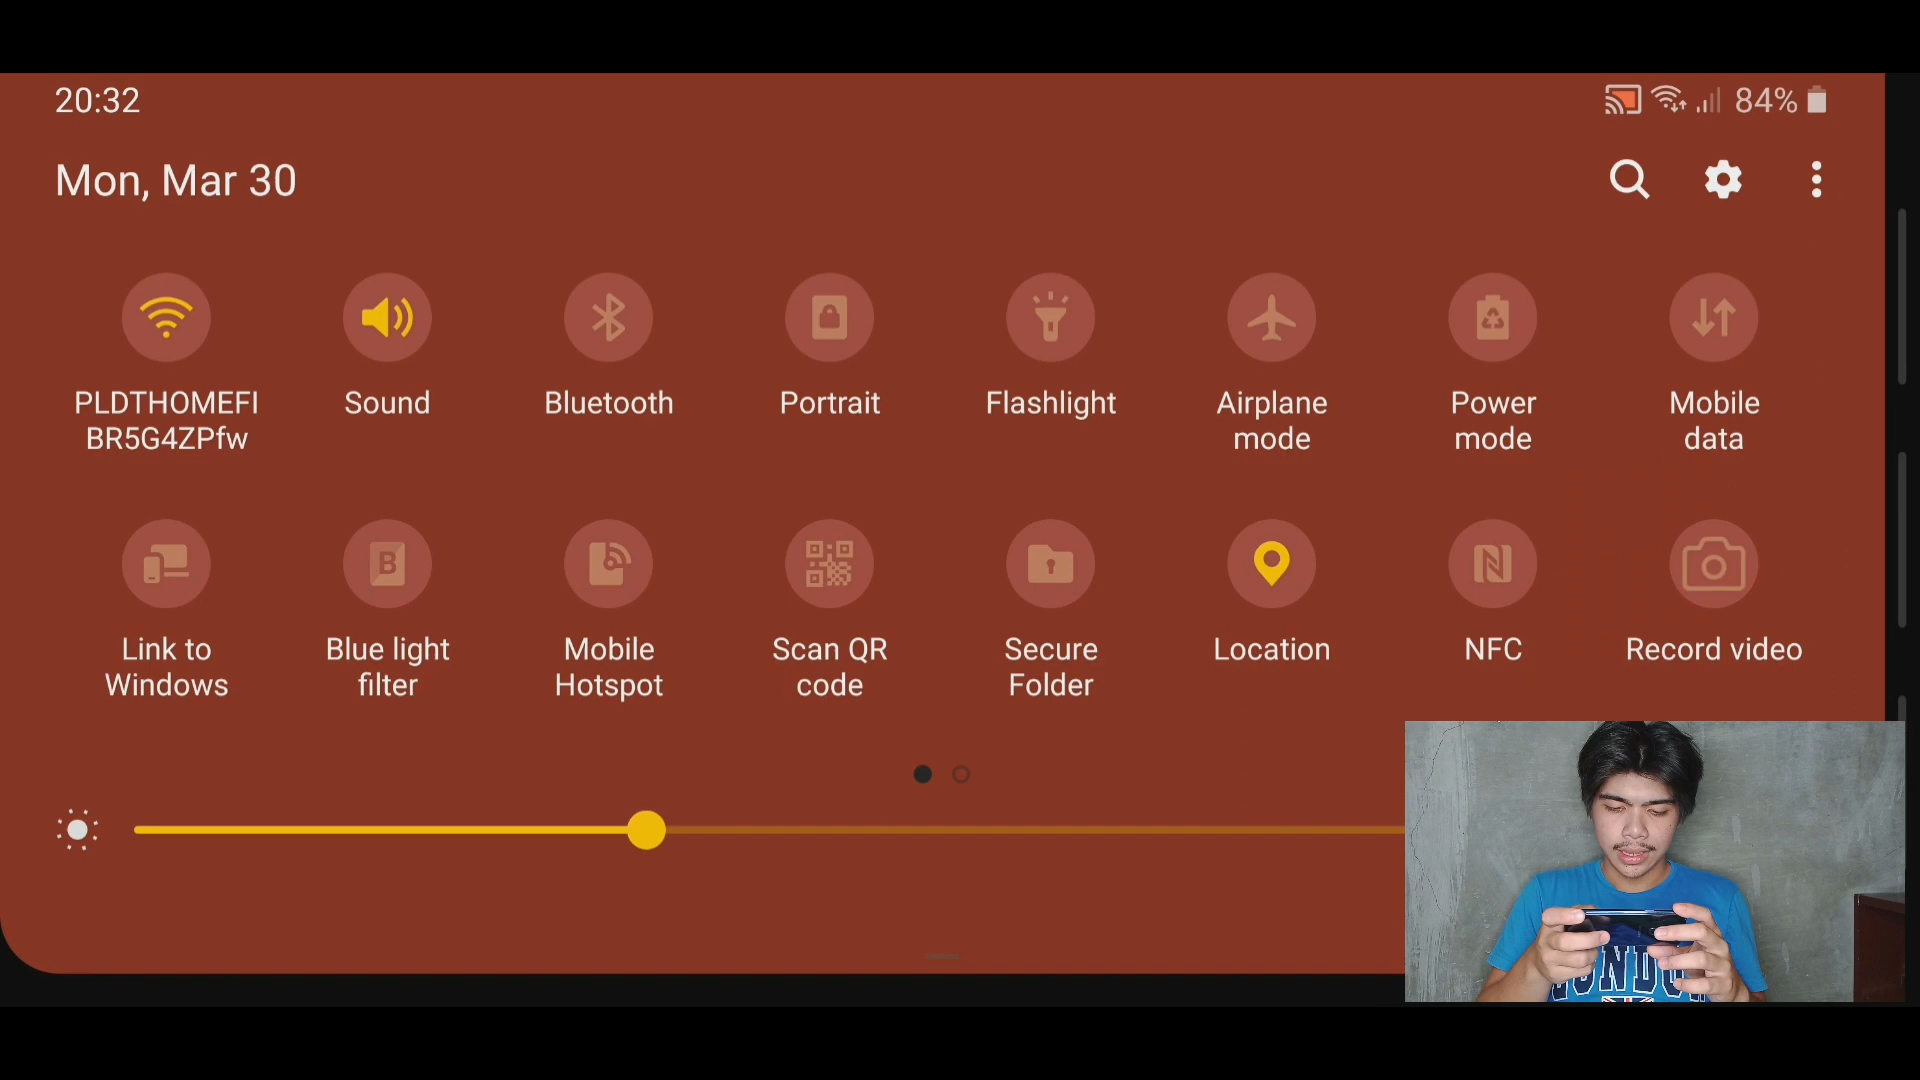 20:32
84%
Mon, Mar 30
PLDTHOMEFI
BR5G4ZPfw
Sound
Bluetooth
Portrait
Flashlight
Airplane
mode
Power
mode
Mobile
data
Link to
Windows
B
Blue light
filter
Mobile
Hotspot
Scan QR
code
Secure
Folder
Location
NFC
Record video